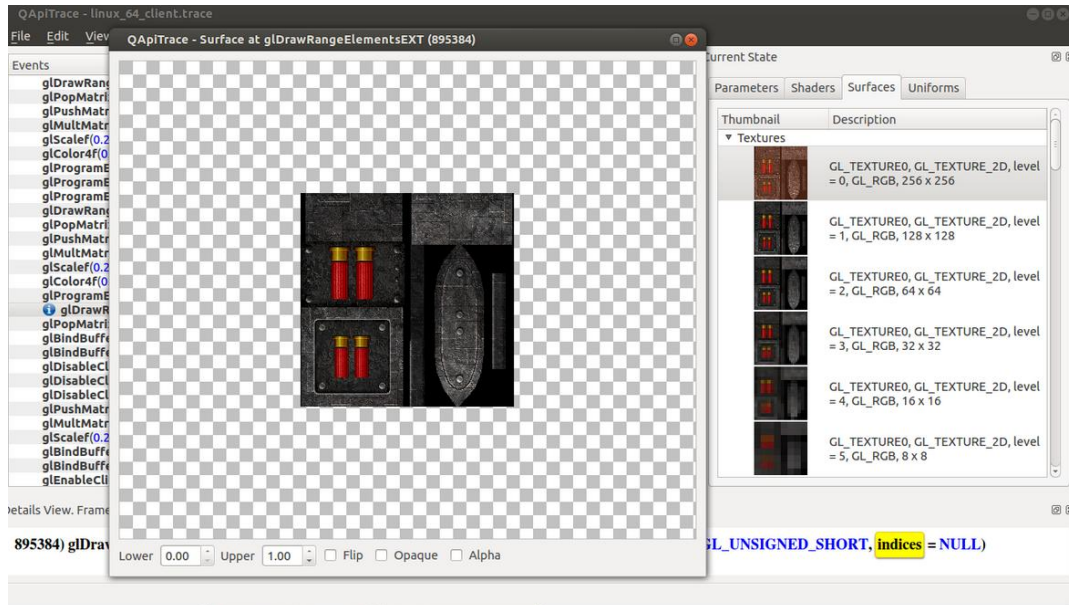 QApiTrace - linux_64_client.trace
File Edit View
Events
glDrawRang
glPopMatri
glPushMatr
glMultMatr
glScalef(0.2
glColor4f(0
glProgramE
glProgramE
glProgramE
glDrawRang
glPopMatri
glPushMatr
glMultMatr
glScalef(0.2
glColor4f(0
glProgramE
glDrawR
glPopMatri
glBindBuffe
glBindBuffe
glDisableCl
glDisableCl
glDisableCl
glPushMatr
glMultMatr
glScalef(0.2
glBindBuffe
glBindBuffe
glEnableCli
QApiTrace - Surface at glDrawRangeElementsEXT (895384)
Lower 0.00 Upper 1.00 Flip Opaque Alpha
Current State
Parameters Shaders Surfaces Uniforms
Thumbnail Description
Textures
GL_TEXTURE0, GL_TEXTURE_2D, level
= 0, GL_RGB, 256 x 256
GL_TEXTURE0, GL_TEXTURE_2D, level
= 1, GL_RGB, 128 x 128
GL_TEXTURE0, GL_TEXTURE_2D, level
= 2, GL_RGB, 64 x 64
GL_TEXTURE0, GL_TEXTURE_2D, level
= 3, GL_RGB, 32 x 32
GL_TEXTURE0, GL_TEXTURE_2D, level
= 4, GL_RGB, 16 x 16
GL_TEXTURE0, GL_TEXTURE_2D, level
= 5, GL_RGB, 8 x 8
Details View. Frame
895384) glDraw GL_UNSIGNED_SHORT, indices = NULL)